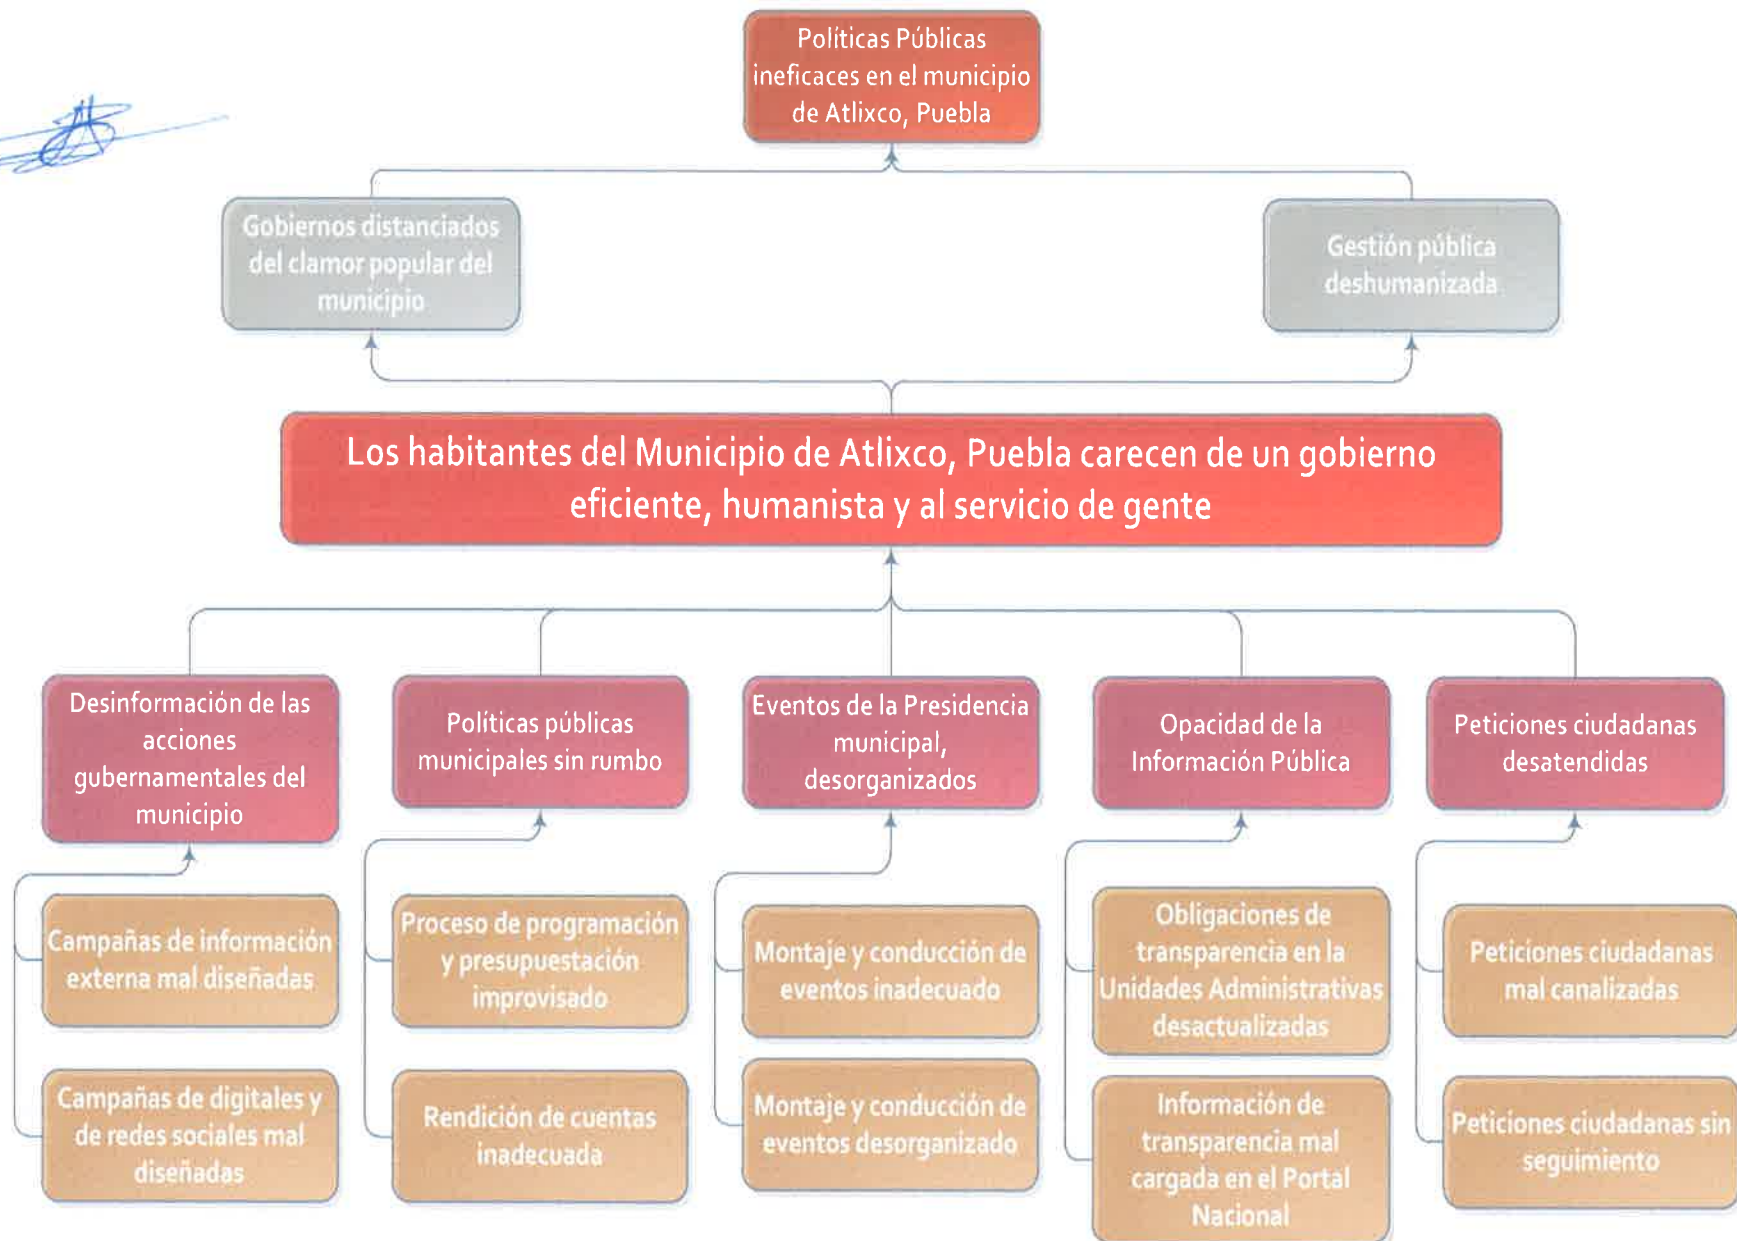 Políticas Públicas
ineficaces en el municipio
de Atlixco, Puebla
Gobiernos distanciados
del clamor popular del
municipio
Gestión pública
deshumanizada
Los habitantes del Municipio de Atlixco, Puebla carecen de un gobierno
eficiente, humanista y al servicio de gente
Desinformación de las
acciones
gubernamentales del
municipio
Políticas públicas
municipales sin rumbo
Eventos de la Presidencia
municipal,
desorganizados
Opacidad de la
Información Pública
Peticiones ciudadanas
desatendidas
Campañas de información
externa mal diseñadas
Proceso de programación
y presupuestación
improvisado
Montaje y conducción de
eventos inadecuado
Obligaciones de
transparencia en la
Unidades Administrativas
desactualizadas
Peticiones ciudadanas
mal canalizadas
Campañas de digitales y
de redes sociales mal
diseñadas
Rendición de cuentas
inadecuada
Montaje y conducción de
eventos desorganizado
Información de
transparencia mal
cargada en el Portal
Nacional
Peticiones ciudadanas sin
seguimiento